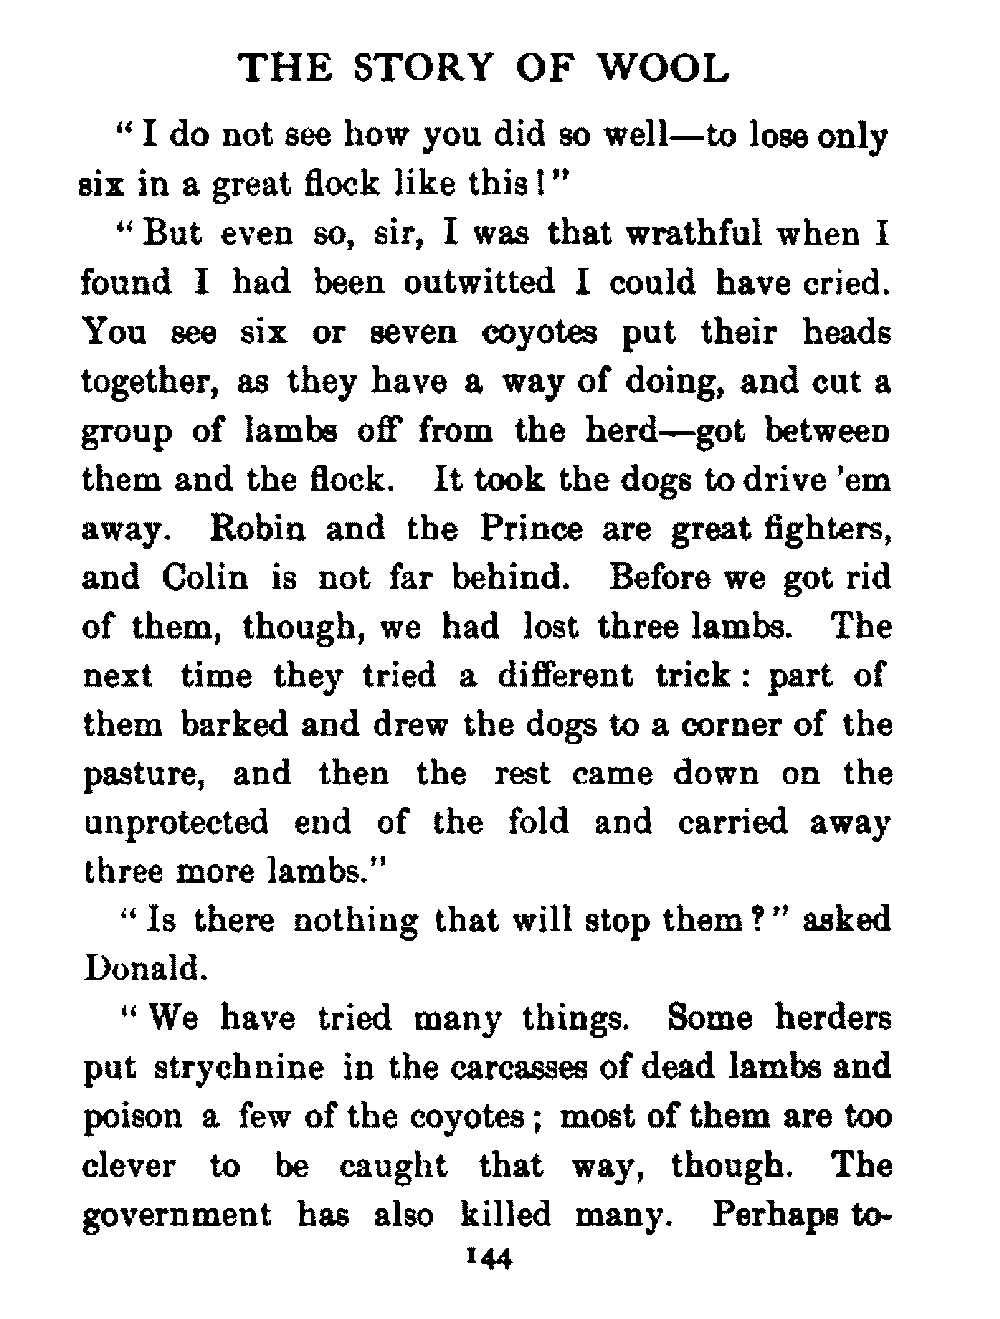 THE STORY OF WOOL
“I do not see how you did so well—to lose only
six in a great flock like this!”
“But even so, sir, I was that wrathful when I
found I had been outwitted I could have cried.
You see six or seven coyotes put their heads
together, as they have a way of doing, and cut a
group of lambs off from the herd—got between
them and the flock. It took the dogs to drive ’em
away. Robin and the Prince are great fighters,
and Colin is not far behind. Before we got rid
of them, though, we had lost three lambs. The
next time they tried a different trick: part of
them barked and drew the dogs to a corner of the
pasture, and then the rest came down on the
unprotected end of the fold and carried away
three more lambs.”
“Is there nothing that will stop them?” asked
Donald.
“We have tried many things. Some herders
put strychnine in the carcasses of dead lambs and
poison a few of the coyotes; most of them are too
clever to be caught that way, though. The
government has also killed many. Perhaps to-
144